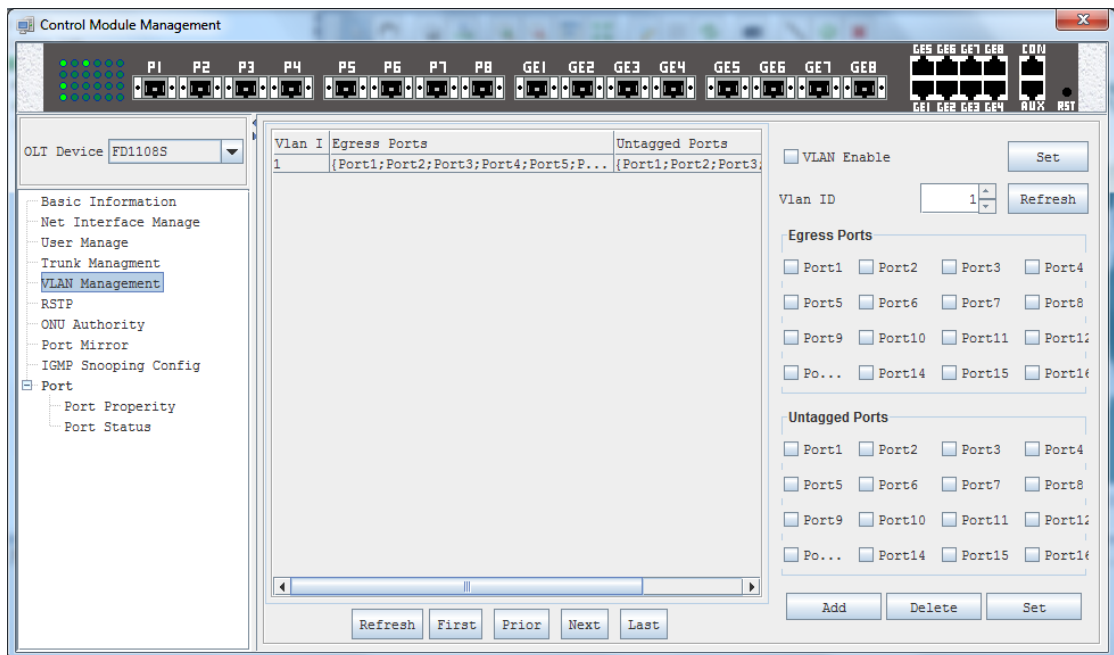 Control Module Management
P1 P2 P3 P4 P5 P6 P7 P8 GE1 GE2 GE3 GE4 GE5 GE6 GE7 GE8
GE5 GE6 GE7 GE8 CON
GE1 GE2 GE3 GE4 AUX RST
OLT Device FD1108S
Basic Information
Net Interface Manage
User Manage
Trunk Managment
VLAN Management
RSTP
ONU Authority
Port Mirror
IGMP Snooping Config
Port
Port Properity
Port Status
Vlan I Egress Ports Untagged Ports
1 {Port1;Port2;Port3;Port4;Port5;P... {Port1;Port2;Port3;
Refresh First Prior Next Last
VLAN Enable Set
Vlan ID 1 Refresh
Egress Ports
Port1 Port2 Port3 Port4
Port5 Port6 Port7 Port8
Port9 Port10 Port11 Port12
Po... Port14 Port15 Port16
Untagged Ports
Port1 Port2 Port3 Port4
Port5 Port6 Port7 Port8
Port9 Port10 Port11 Port12
Po... Port14 Port15 Port16
Add Delete Set